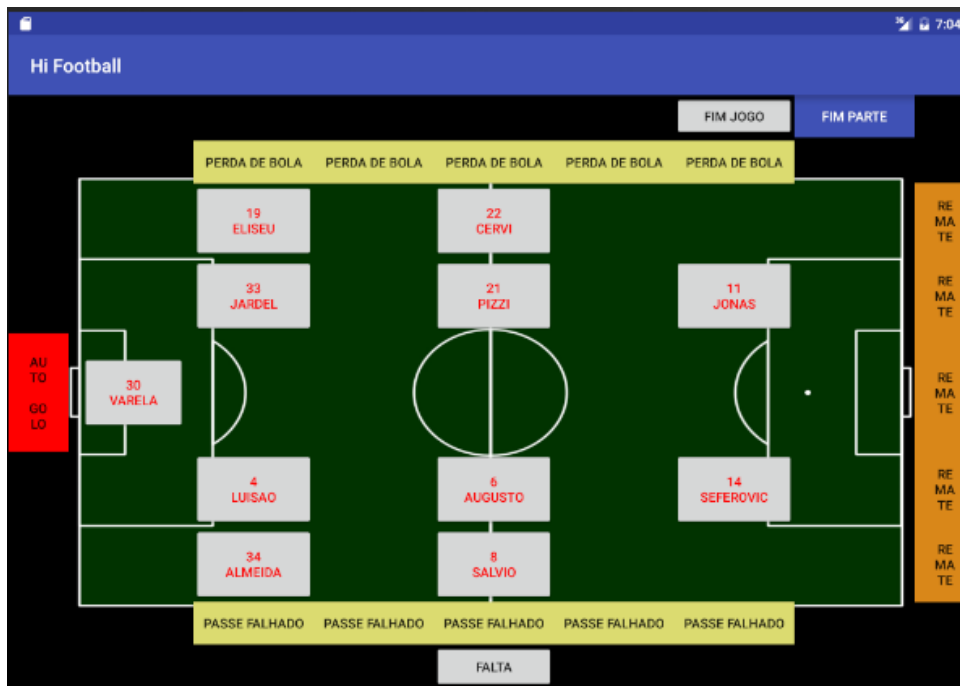 3G 7:04
Hi Football
FIM JOGO FIM PARTE
PERDA DE BOLA PERDA DE BOLA PERDA DE BOLA PERDA DE BOLA PERDA DE BOLA
19
ELISEU
22
CERVI
RE
MA
TE
33
JARDEL
21
PIZZI
11
JONAS
RE
MA
TE
AU
TO
GO
LO
30
VARELA
RE
MA
TE
4
LUISAO
6
AUGUSTO
14
SEFEROVIC
RE
MA
TE
34
ALMEIDA
8
SALVIO
RE
MA
TE
PASSE FALHADO PASSE FALHADO PASSE FALHADO PASSE FALHADO PASSE FALHADO
FALTA